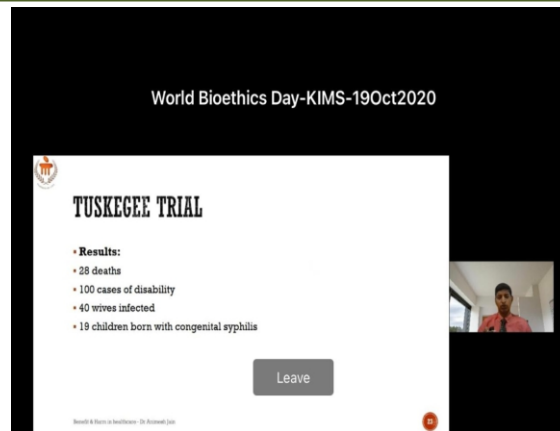 World Bioethics Day-KIMS-19Oct2020
TUSKEGEE TRIAL
▪ Results:
▪ 28 deaths
▪ 100 cases of disability
▪ 40 wives infected
▪ 19 children born with congenital syphilis
Leave
Benefit & Harm in healthcare - Dr Animesh Jain